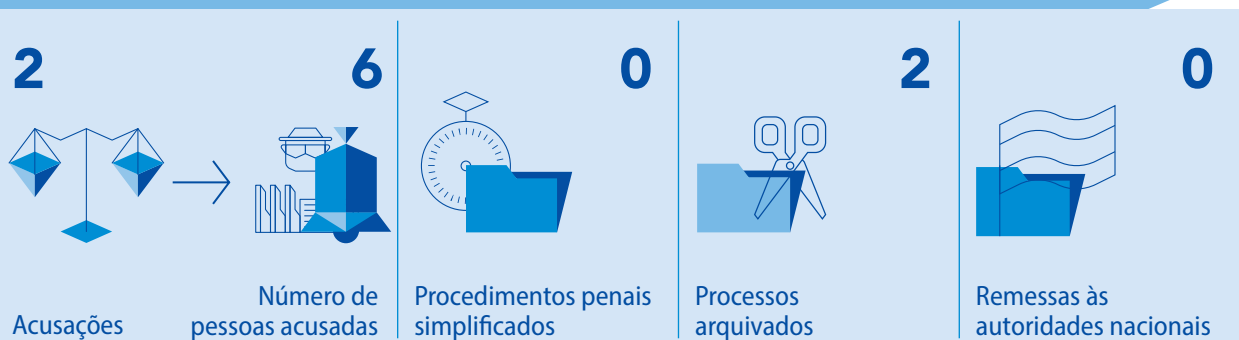 2
6
Acusações
Número de
pessoas acusadas
0
Procedimentos penais
simplificados
2
Processos
arquivados
0
Remessas às
autoridades nacionais